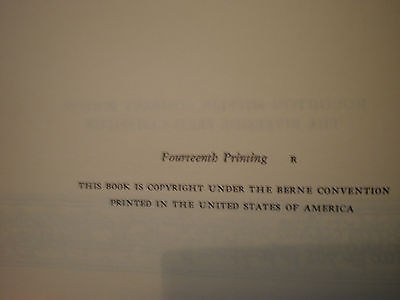 Fourteenth Printing R
THIS BOOK IS COPYRIGHT UNDER THE BERNE CONVENTION
PRINTED IN THE UNITED STATES OF AMERICA